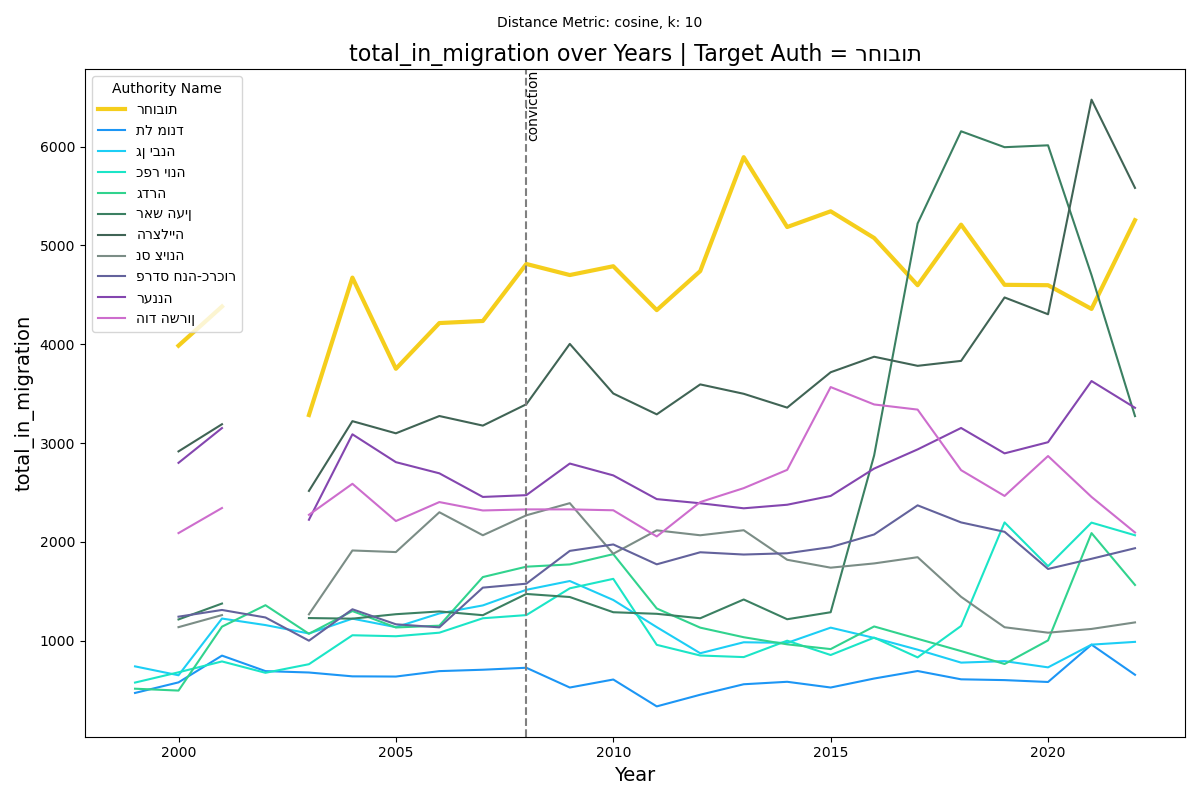 Distance Metric: cosine, k: 10
total_in_migration over Years | Target Auth = רחובות
Authority Name
רחובות
תל מונד
גן יבנה
כפר יונה
גדרה
ראש העין
הרצלייה
נס ציונה
פרדס חנה-כרכור
רעננה
הוד השרון
conviction
total_in_migration
6000
5000
4000
3000
2000
1000
2000
2005
2010
2015
2020
Year